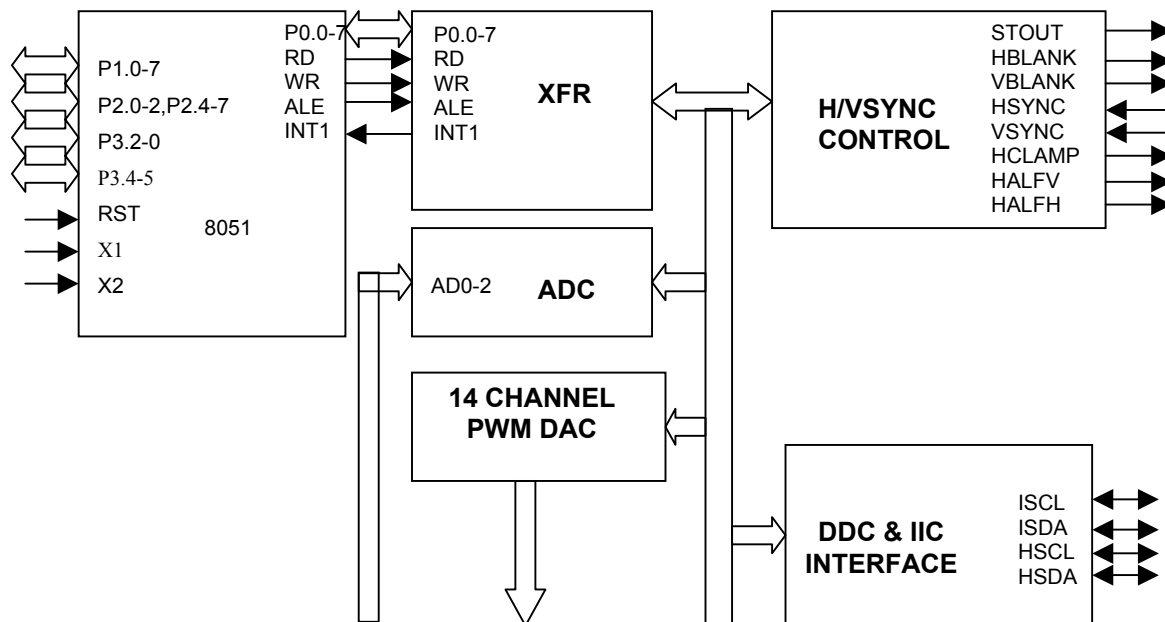 P1.0-7
P2.0-2,P2.4-7
P3.2-0
P3.4-5
RST
X1
X2
8051
P0.0-7
RD
WR
ALE
INT1
P0.0-7
RD
WR
ALE
INT1
XFR
H/VSYNC
CONTROL
STOUT
HBLANK
VBLANK
HSYNC
VSYNC
HCLAMP
HALFV
HALFH
AD0-2
ADC
14 CHANNEL
PWM DAC
DDC & IIC
INTERFACE
ISCL
ISDA
HSCL
HSDA